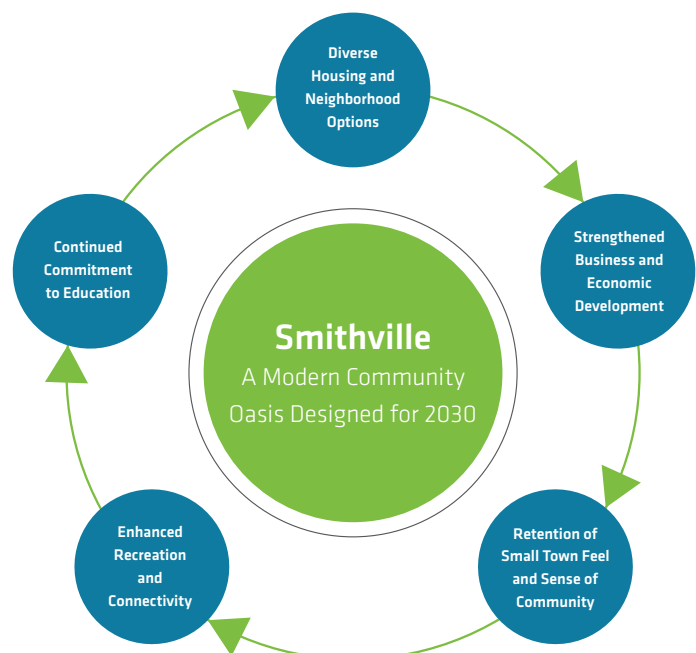 Diverse
Housing and
Neighborhood
Options
Strengthened
Business and
Economic
Development
Retention of
Small Town Feel
and Sense of
Community
Enhanced
Recreation
and
Connectivity
Continued
Commitment
to Education
Smithville
A Modern Community
Oasis Designed for 2030